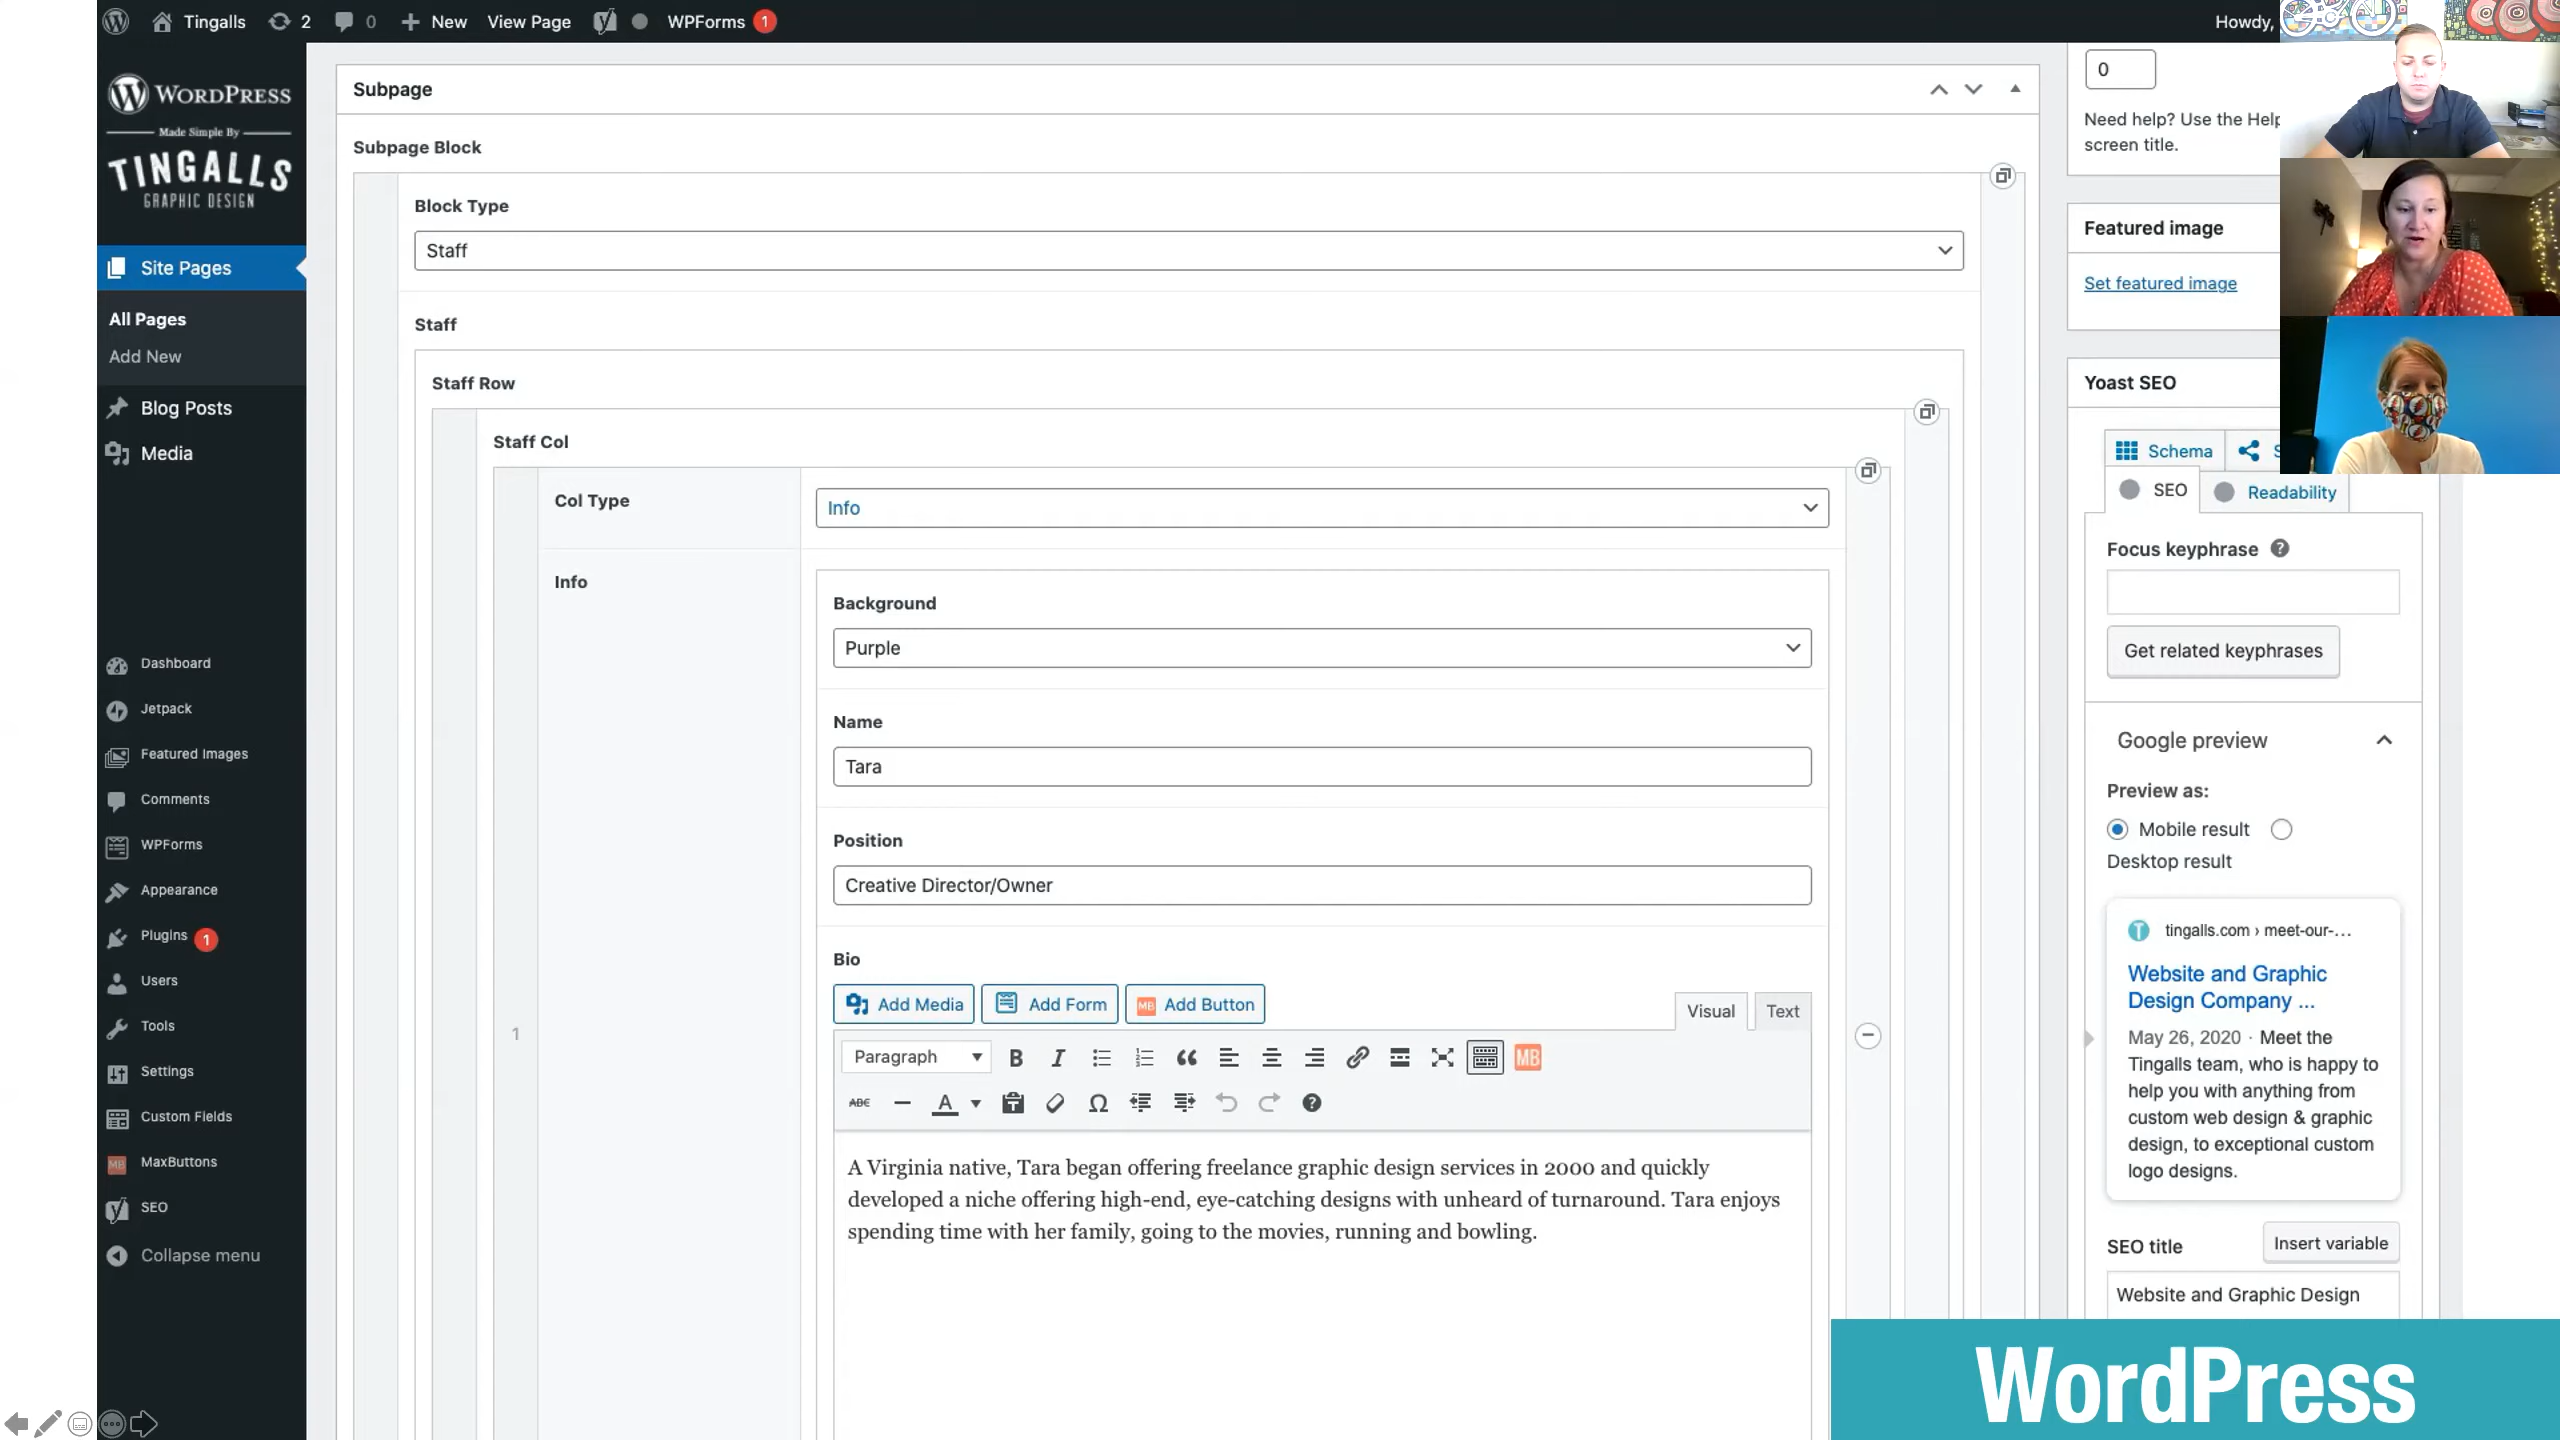 Tingalls
2
0
New
View Page
WPForms
1
Howdy,
WORDPRESS
Made Simple By
TINGALLS
GRAPHIC DESIGN
Site Pages
All Pages
Add New
Blog Posts
Media
Dashboard
Jetpack
Featured Images
Comments
WPForms
Appearance
Plugins 1
Users
Tools
Settings
Custom Fields
MB MaxButtons
SEO
Collapse menu
Subpage
Subpage Block
Block Type
Staff
Staff
Staff Row
Staff Col
Col Type
Info
Info
1
Background
Purple
Name
Tara
Position
Creative Director/Owner
Bio
Add Media
Add Form
MB Add Button
Visual
Text
Paragraph
B
I
MB
ABC
A
A Virginia native, Tara began offering freelance graphic design services in 2000 and quickly
developed a niche offering high-end, eye-catching designs with unheard of turnaround. Tara enjoys
spending time with her family, going to the movies, running and bowling.
0
Need help? Use the Help
screen title.
Featured image
Set featured image
Yoast SEO
Schema
S
SEO
Readability
Focus keyphrase
Get related keyphrases
Google preview
Preview as:
Mobile result
Desktop result
T tingalls.com › meet-our-…
Website and Graphic
Design Company ...
May 26, 2020 · Meet the
Tingalls team, who is happy to
help you with anything from
custom web design & graphic
design, to exceptional custom
logo designs.
SEO title
Insert variable
Website and Graphic Design
WordPress